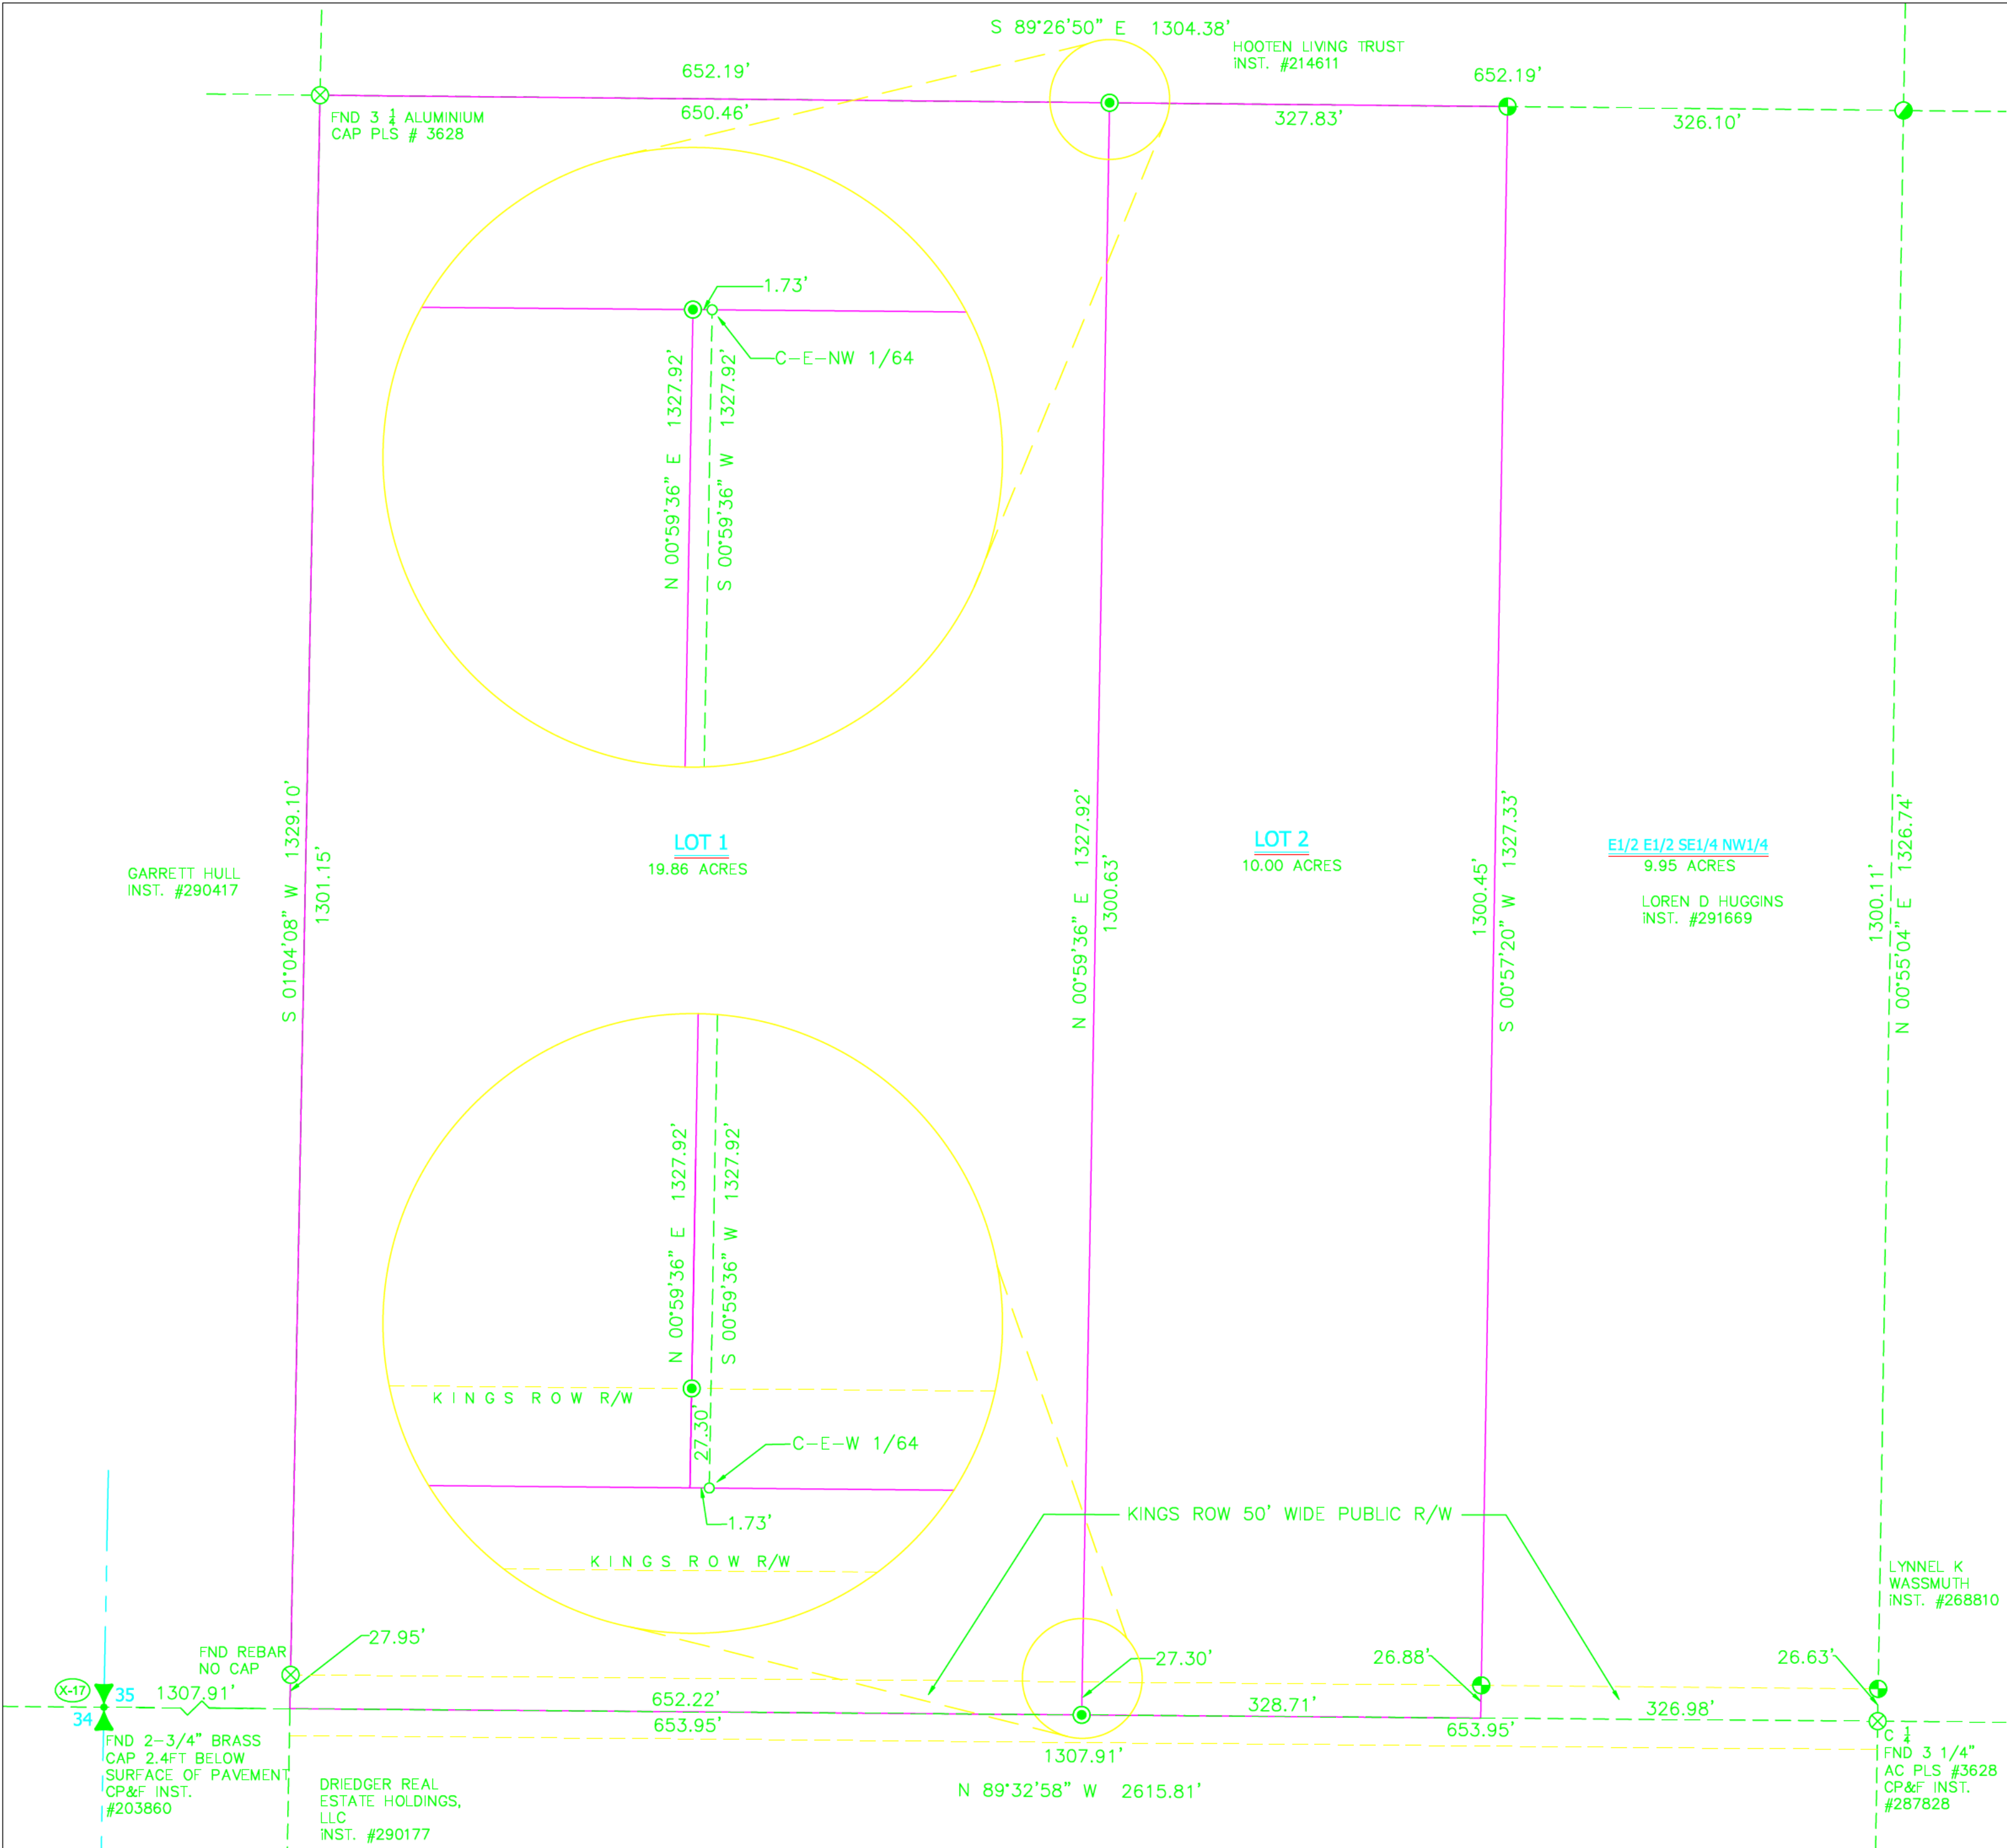 S 89°26'50" E 1304.38'
HOOTEN LIVING TRUST
INST. #214611
652.19'
652.19'
650.46'
327.83'
326.10'
FND 3 1/4 ALUMINIUM
CAP PLS # 3628
1.73'
C-E-NW 1/64
N 00°59'36" E 1327.92'
S 00°59'36" W 1327.92'
S 01°04'08" W 1329.10'
1301.15'
GARRETT HULL
INST. #290417
LOT 1
19.86 ACRES
N 00°59'36" E 1327.92'
1300.63'
LOT 2
10.00 ACRES
1300.45'
S 00°57'20" W 1327.33'
E1/2 E1/2 SE1/4 NW1/4
9.95 ACRES
LOREN D HUGGINS
INST. #291669
1300.11'
N 00°55'04" E 1326.74'
N 00°59'36" E 1327.92'
S 00°59'36" W 1327.92'
KINGS ROW R/W
27.30'
C-E-W 1/64
1.73'
KINGS ROW R/W
KINGS ROW 50' WIDE PUBLIC R/W
LYNNEL K
WASSMUTH
INST. #268810
27.95'
FND REBAR
NO CAP
27.30'
26.88'
26.63'
X-17
35
34
1307.91'
652.22'
653.95'
328.71'
653.95'
326.98'
FND 2-3/4" BRASS
CAP 2.4FT BELOW
SURFACE OF PAVEMENT
CP&F INST.
#203860
1307.91'
N 89°32'58" W 2615.81'
DRIEDGER REAL
ESTATE HOLDINGS,
LLC
INST. #290177
C 1/4
FND 3 1/4"
AC PLS #3628
CP&F INST.
#287828